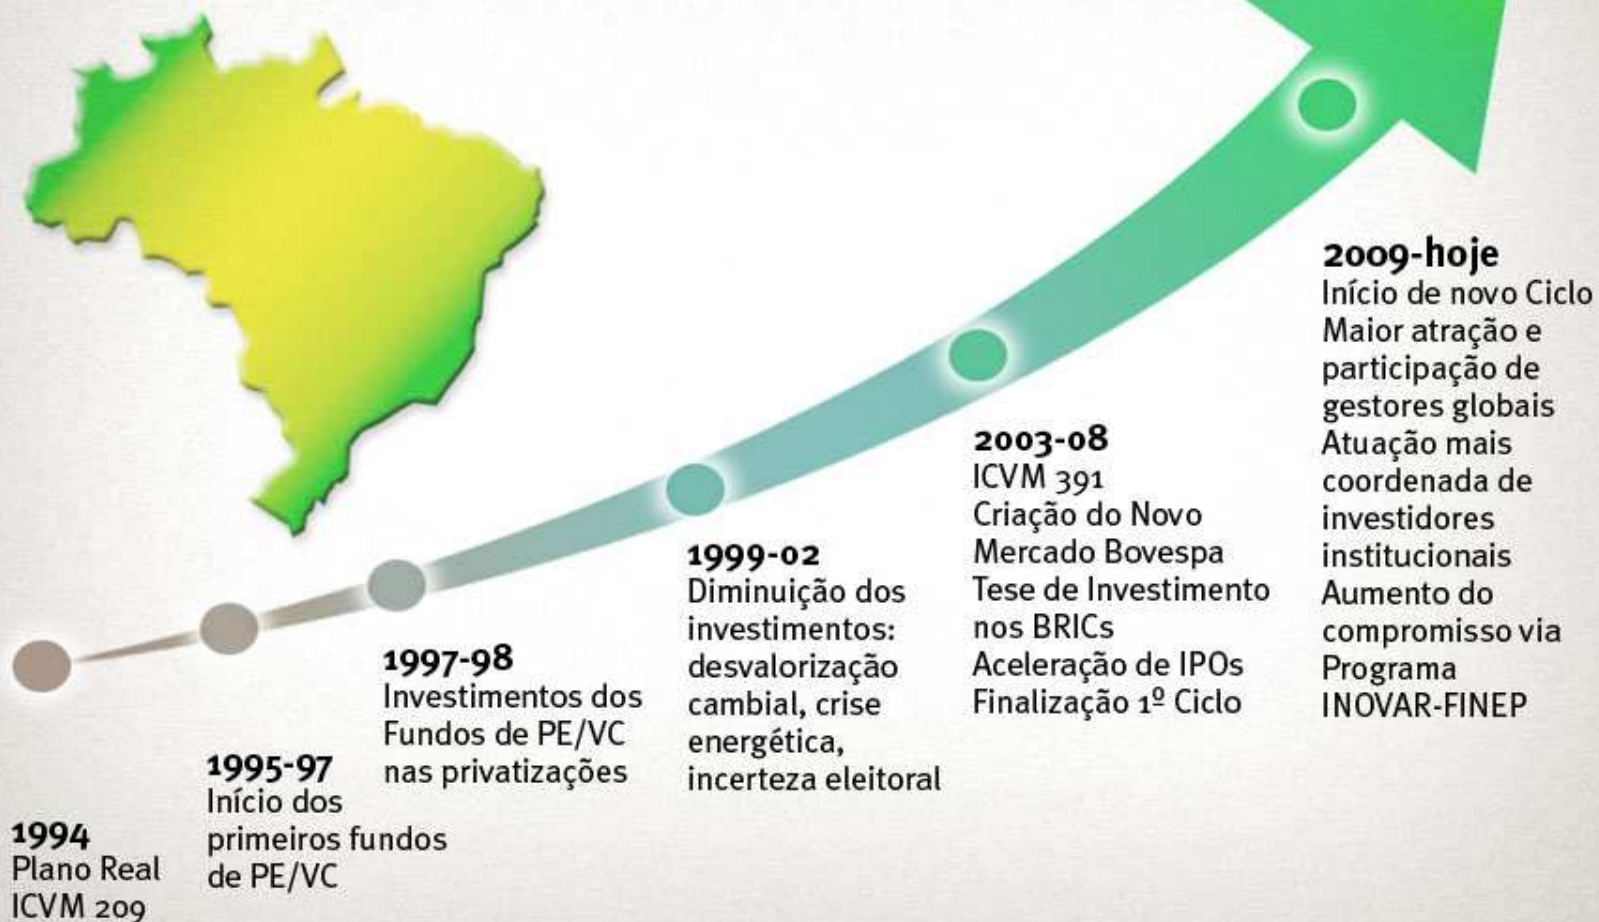 1994
Plano Real
ICVM 209
1995-97
Início dos
primeiros fundos
de PE/VC
1997-98
Investimentos dos
Fundos de PE/VC
nas privatizações
1999-02
Diminuição dos
investimentos:
desvalorização
cambial, crise
energética,
incerteza eleitoral
2003-08
ICVM 391
Criação do Novo
Mercado Bovespa
Tese de Investimento
nos BRICs
Aceleração de IPOs
Finalização 1º Ciclo
2009-hoje
Início de novo Ciclo
Maior atração e
participação de
gestores globais
Atuação mais
coordenada de
investidores
institucionais
Aumento do
compromisso via
Programa
INOVAR-FINEP